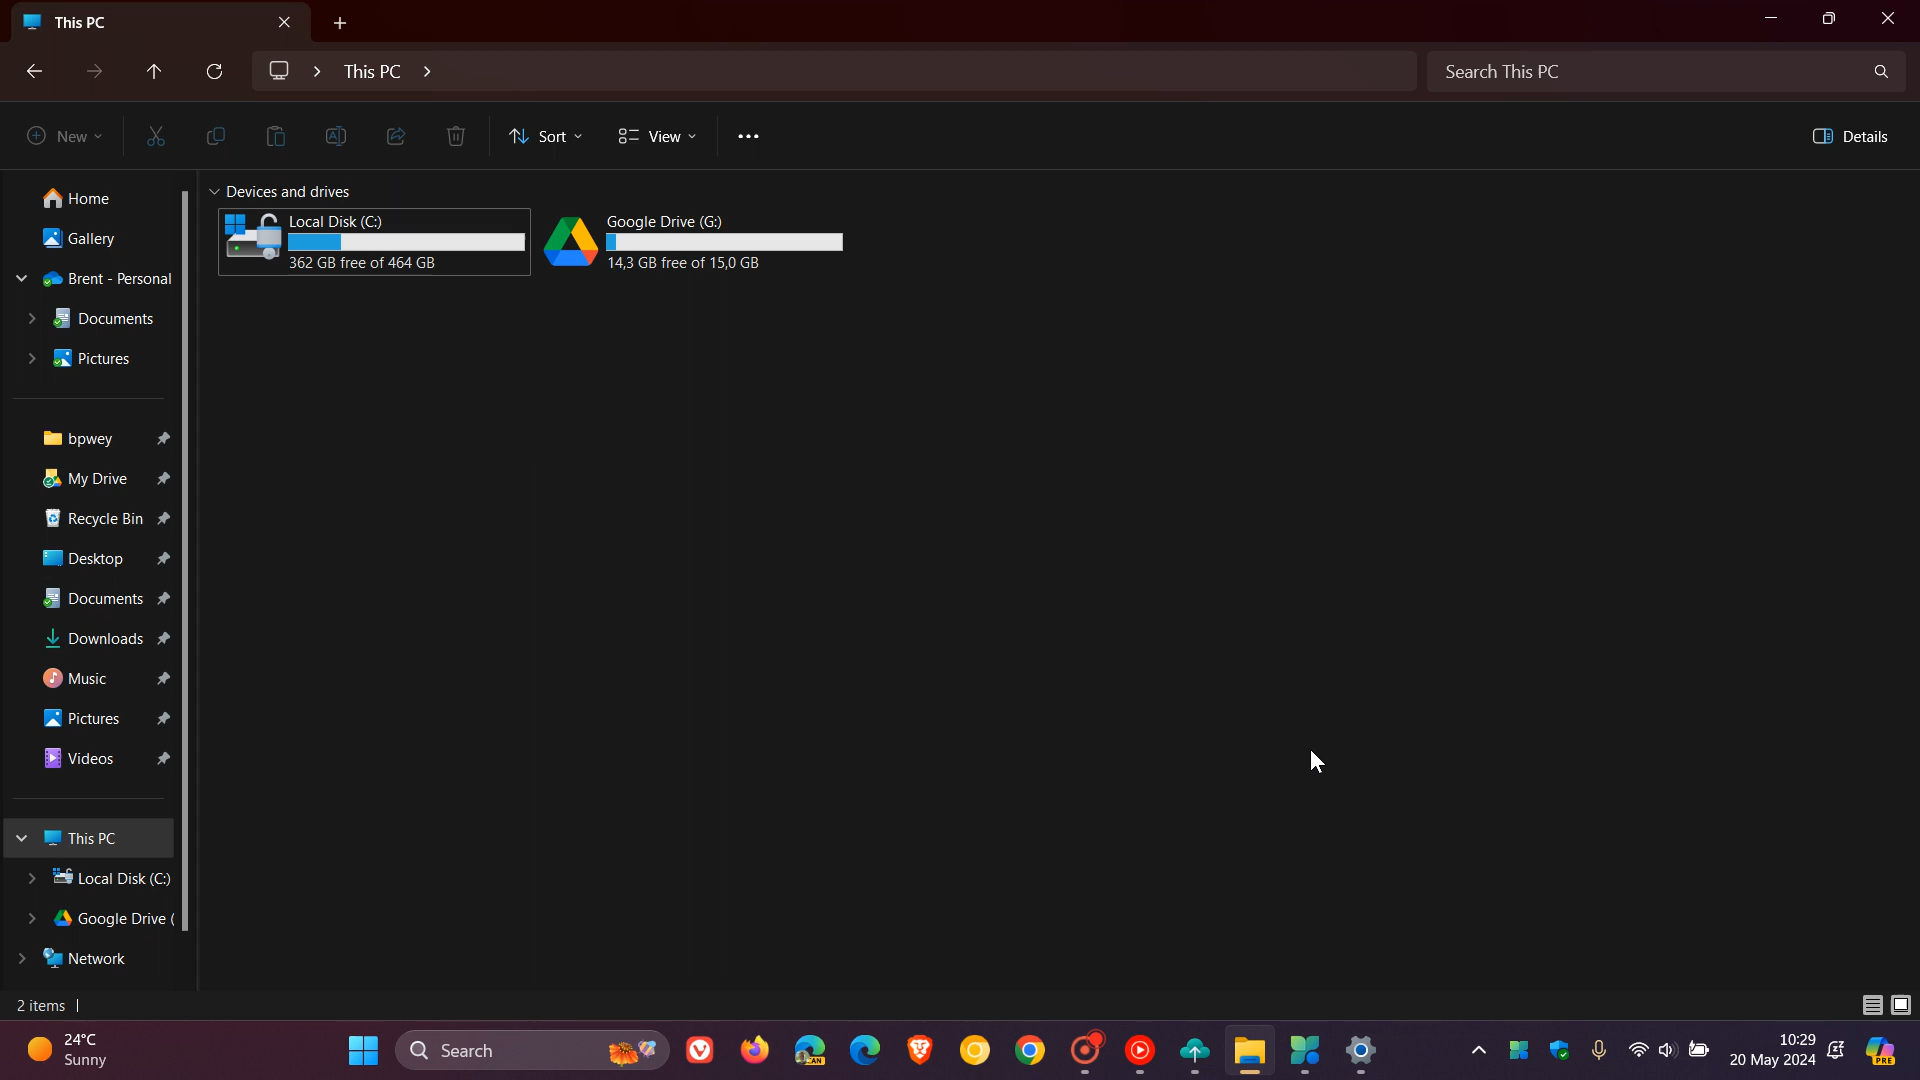 This PC
This PC
Search This PC
New
Sort
View
Details
Home
Gallery
Brent - Personal
Documents
Pictures
bpwey
My Drive
Recycle Bin
Desktop
Documents
Downloads
Music
Pictures
Videos
This PC
Local Disk (C:)
Google Drive (
Network
Devices and drives
Local Disk (C:)
362 GB free of 464 GB
Google Drive (G:)
14,3 GB free of 15,0 GB
2 items
24°C
Sunny
Search
CAN
10:29
20 May 2024
PRE